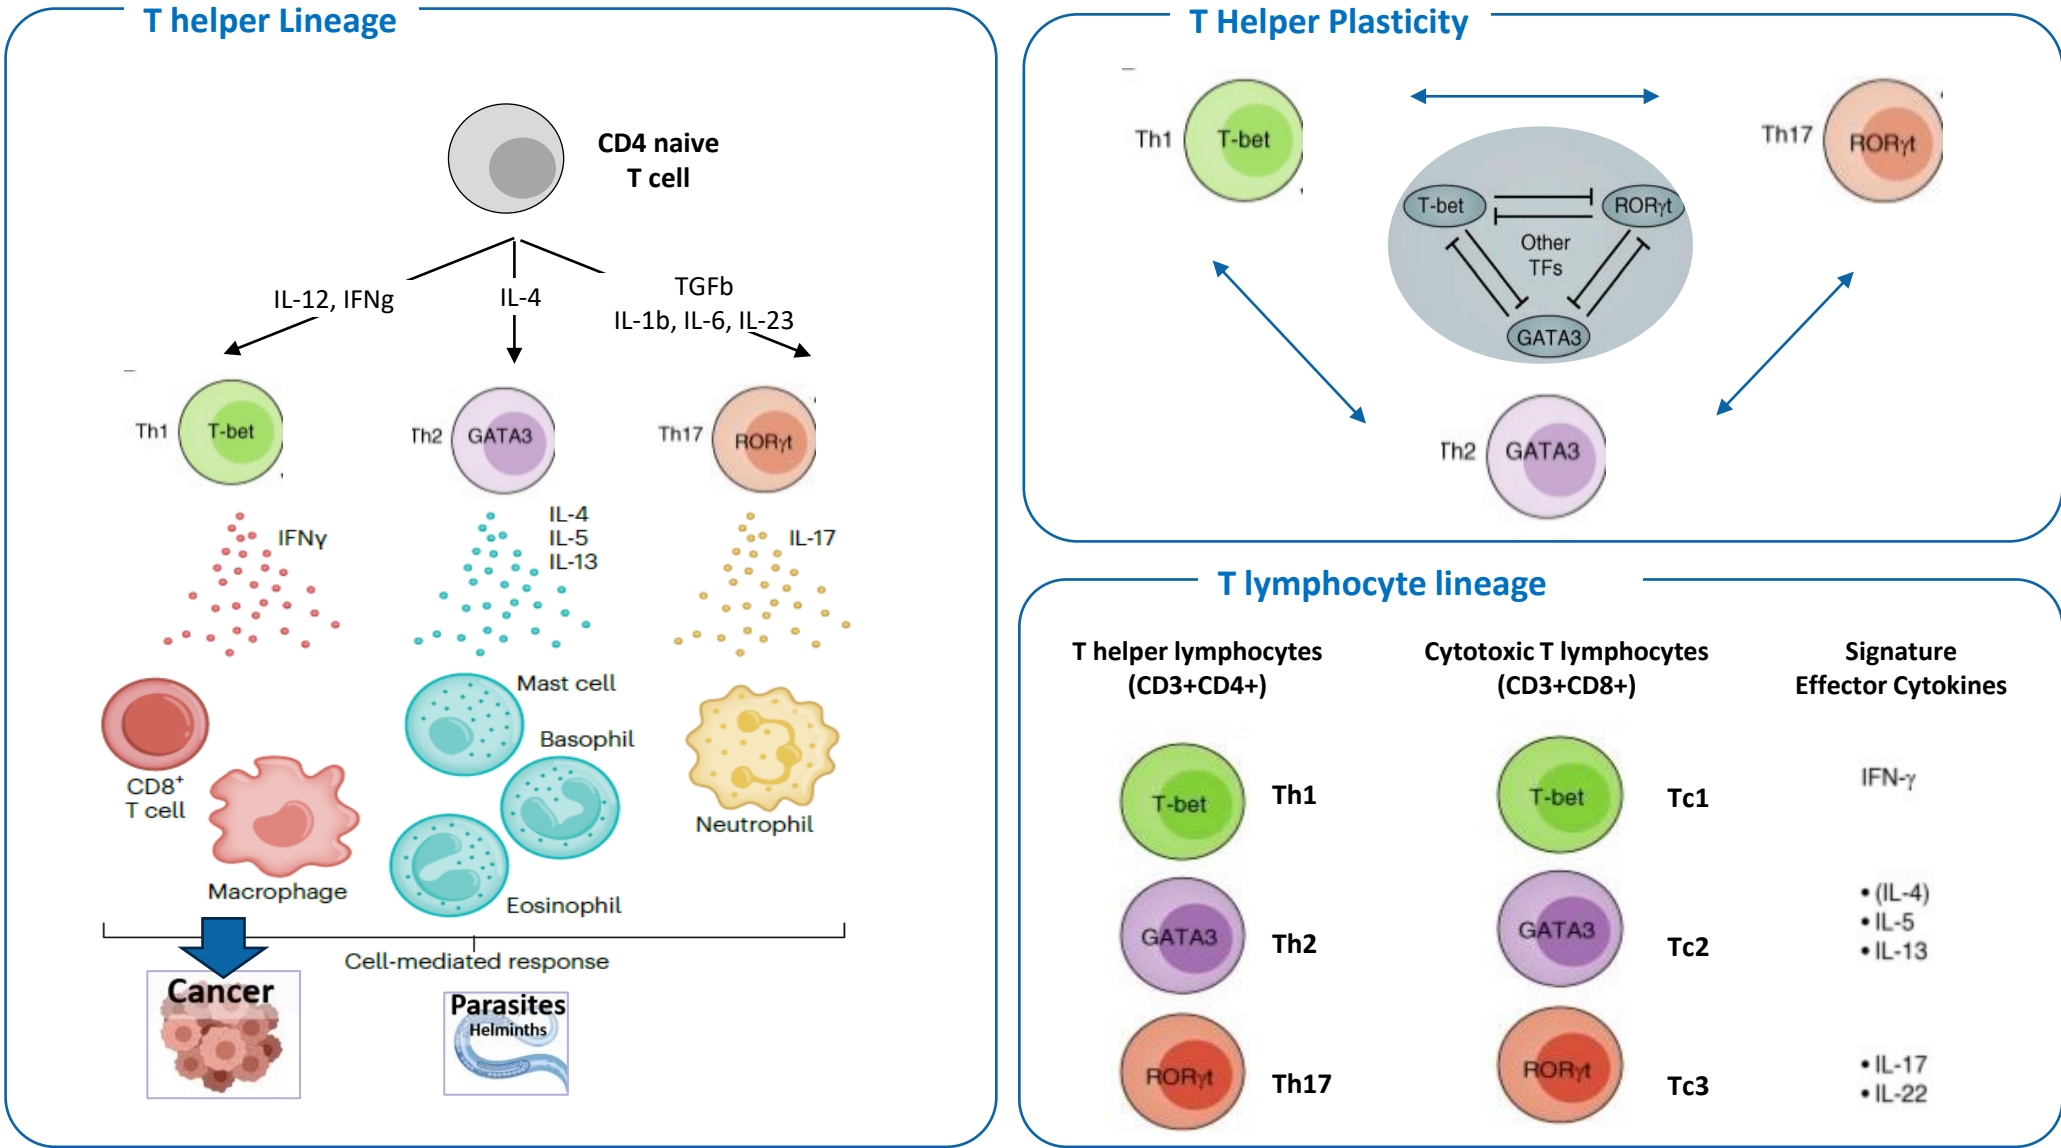 T helper Lineage
CD4 naive
T cell
IL-12, IFNg
IL-4
TGFb
IL-1b, IL-6, IL-23
Th1
T-bet
Th2
GATA3
Th17
RORγt
IFNγ
IL-4
IL-5
IL-13
IL-17
CD8⁺
T cell
Macrophage
Mast cell
Basophil
Eosinophil
Neutrophil
Cell-mediated response
Cancer
Parasites
Helminths
T Helper Plasticity
Th1
T-bet
Th17
RORγt
T-bet
RORγt
Other
TFs
GATA3
Th2
GATA3
T lymphocyte lineage
T helper lymphocytes
(CD3+CD4+)
Cytotoxic T lymphocytes
(CD3+CD8+)
Signature
Effector Cytokines
T-bet
Th1
T-bet
Tc1
IFN-γ
GATA3
Th2
GATA3
Tc2
• (IL-4)
• IL-5
• IL-13
RORγt
Th17
RORγt
Tc3
• IL-17
• IL-22